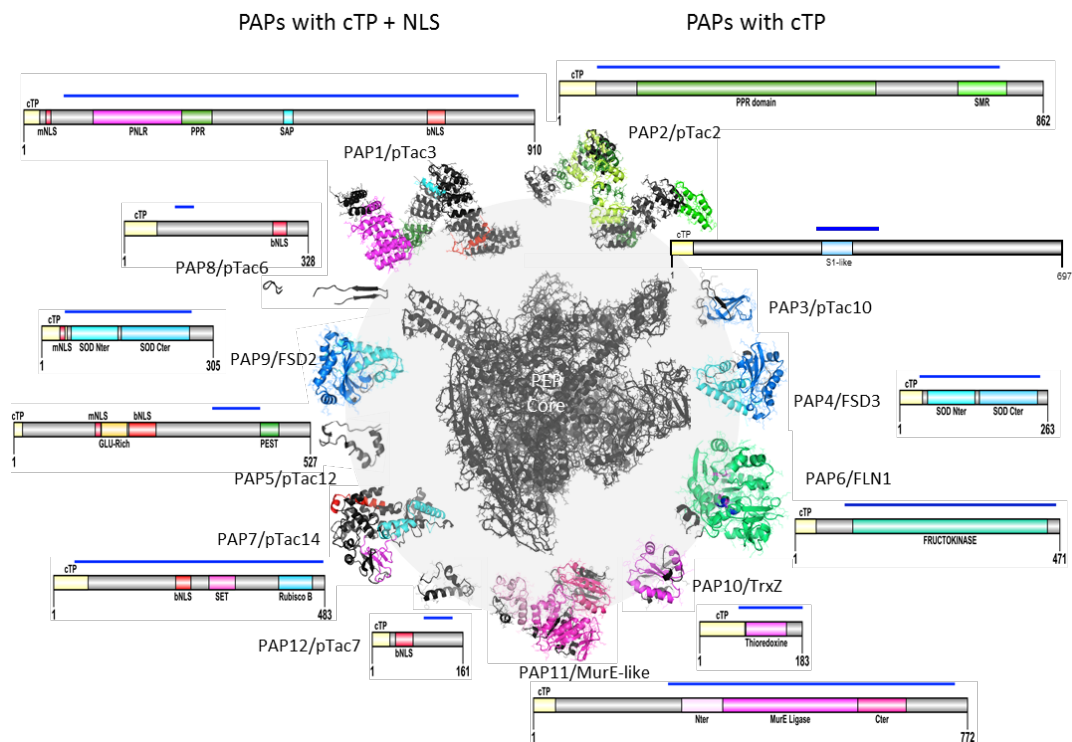 PAPs with cTP + NLS
PAPs with cTP
cTP
mNLS PNLR PPR SAP bNLS
1 910
PAP1/pTac3
cTP
PPR domain SMR
1 862
PAP2/pTac2
cTP
bNLS
1 328
PAP8/pTac6
cTP
S1-like
1 697
PAP3/pTac10
cTP
mNLS SOD Nter SOD Cter
1 305
PAP9/FSD2
PEP
Core
PAP4/FSD3
cTP
SOD Nter SOD Cter
1 263
cTP mNLS bNLS
GLU-Rich PEST
1 527
PAP5/pTac12
PAP6/FLN1
cTP
FRUCTOKINASE
1 471
PAP7/pTac14
cTP
bNLS SET Rubisco B
1 483
PAP10/TrxZ
cTP
Thioredoxine
1 183
PAP12/pTac7
cTP
bNLS
1 161
PAP11/MurE-like
cTP
Nter MurE Ligase Cter
1 772